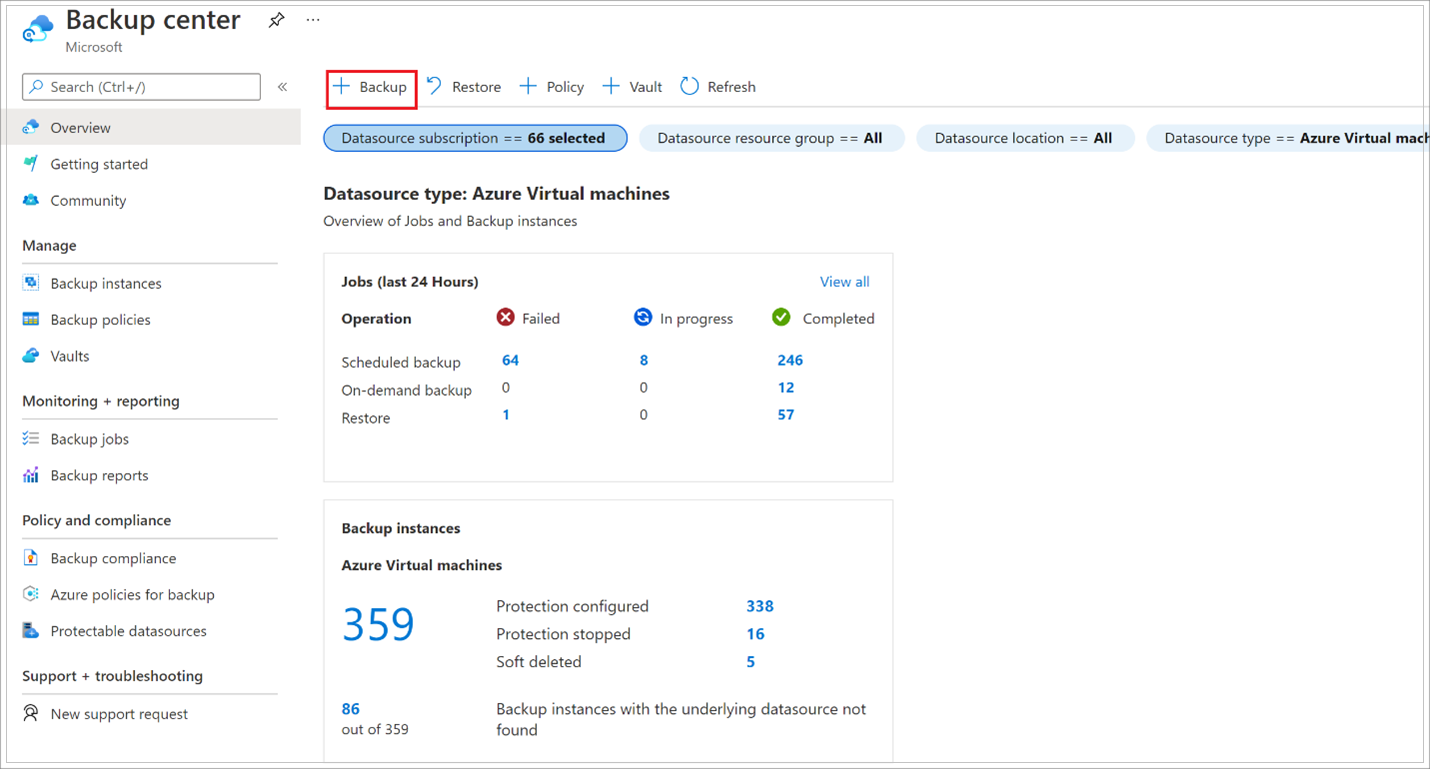 Backup center
Microsoft
Search (Ctrl+/)
Overview
Getting started
Community
Manage
Backup instances
Backup policies
Vaults
Monitoring + reporting
Backup jobs
Backup reports
Policy and compliance
Backup compliance
Azure policies for backup
Protectable datasources
Support + troubleshooting
New support request
Backup Restore Policy Vault Refresh
Datasource subscription == 66 selected Datasource resource group == All Datasource location == All Datasource type == Azure Virtual mach
Datasource type: Azure Virtual machines
Overview of Jobs and Backup instances
Jobs (last 24 Hours) View all
Operation Failed In progress Completed
Scheduled backup 64 8 246
On-demand backup 0 0 12
Restore 1 0 57
Backup instances
Azure Virtual machines
359
Protection configured 338
Protection stopped 16
Soft deleted 5
86
out of 359
Backup instances with the underlying datasource not
found